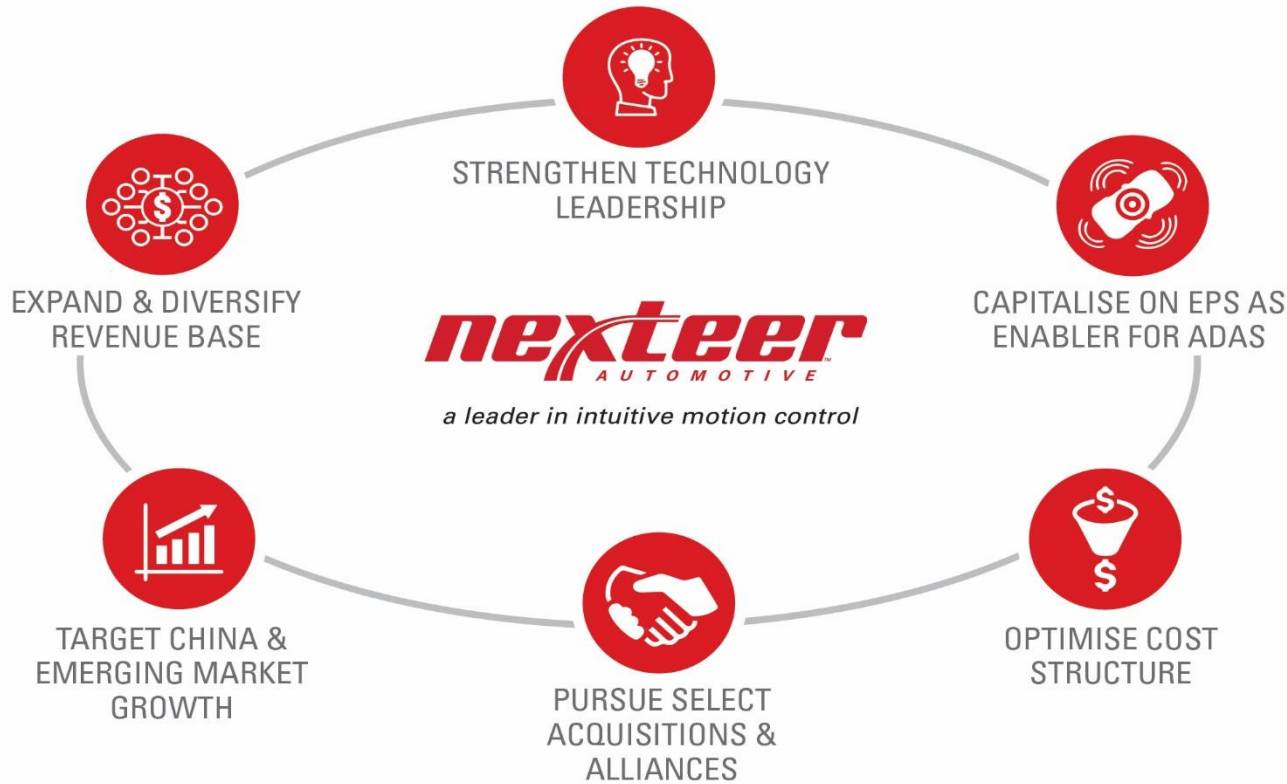 STRENGTHEN TECHNOLOGY
LEADERSHIP
EXPAND & DIVERSIFY
REVENUE BASE
CAPITALISE ON EPS AS
ENABLER FOR ADAS
nexteer™
AUTOMOTIVE
a leader in intuitive motion control
TARGET CHINA &
EMERGING MARKET
GROWTH
PURSUE SELECT
ACQUISITIONS &
ALLIANCES
OPTIMISE COST
STRUCTURE
$
$
$